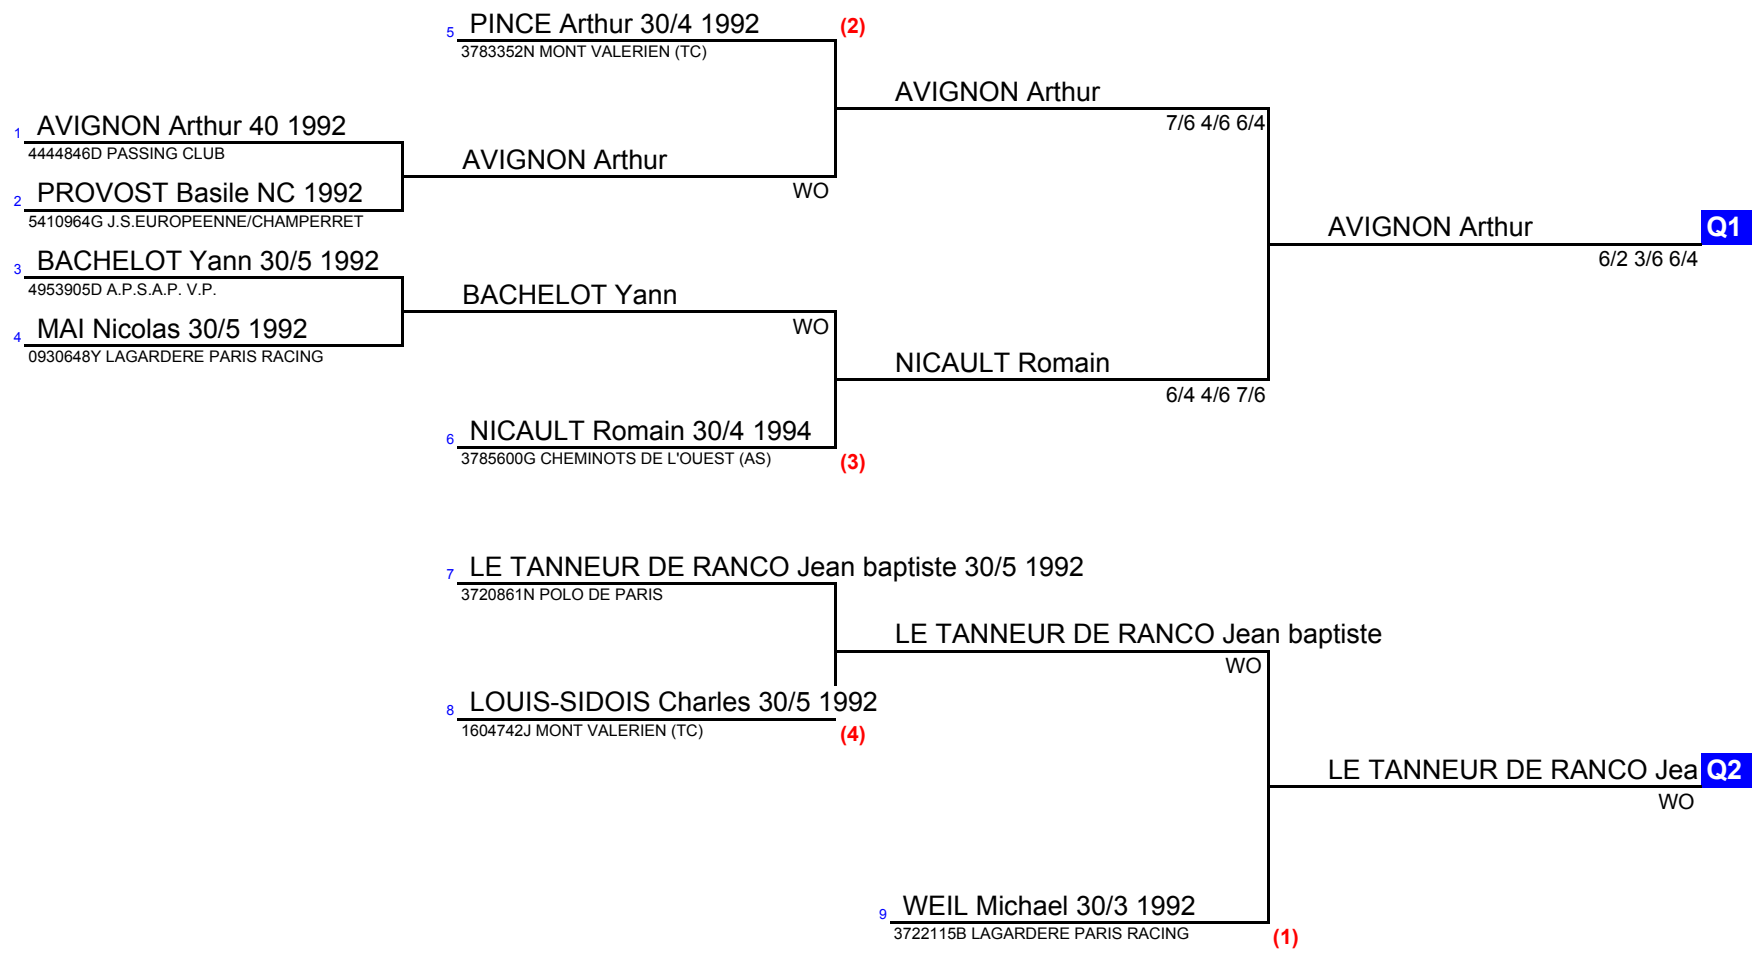 5 PINCE Arthur 30/4 1992 (2)
3783352N MONT VALERIEN (TC)
AVIGNON Arthur
7/6 4/6 6/4
1 AVIGNON Arthur 40 1992
4444846D PASSING CLUB
AVIGNON Arthur
WO
2 PROVOST Basile NC 1992
5410964G J.S.EUROPEENNE/CHAMPERRET
AVIGNON Arthur Q1
6/2 3/6 6/4
3 BACHELOT Yann 30/5 1992
4953905D A.P.S.A.P. V.P.
BACHELOT Yann
WO
4 MAI Nicolas 30/5 1992
0930648Y LAGARDERE PARIS RACING
NICAULT Romain
6/4 4/6 7/6
6 NICAULT Romain 30/4 1994
3785600G CHEMINOTS DE L'OUEST (AS) (3)
7 LE TANNEUR DE RANCO Jean baptiste 30/5 1992
3720861N POLO DE PARIS
LE TANNEUR DE RANCO Jean baptiste
WO
8 LOUIS-SIDOIS Charles 30/5 1992
1604742J MONT VALERIEN (TC) (4)
LE TANNEUR DE RANCO Jea Q2
WO
9 WEIL Michael 30/3 1992
3722115B LAGARDERE PARIS RACING (1)